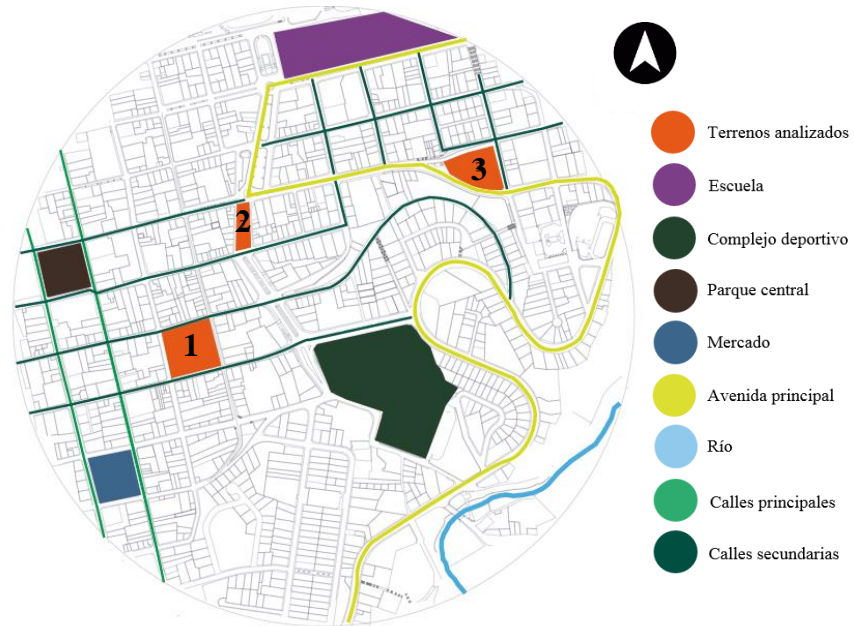 Terrenos analizados
3
Escuela
2
Complejo deportivo
Parque central
1
Mercado
Avenida principal
Río
Calles principales
Calles secundarias